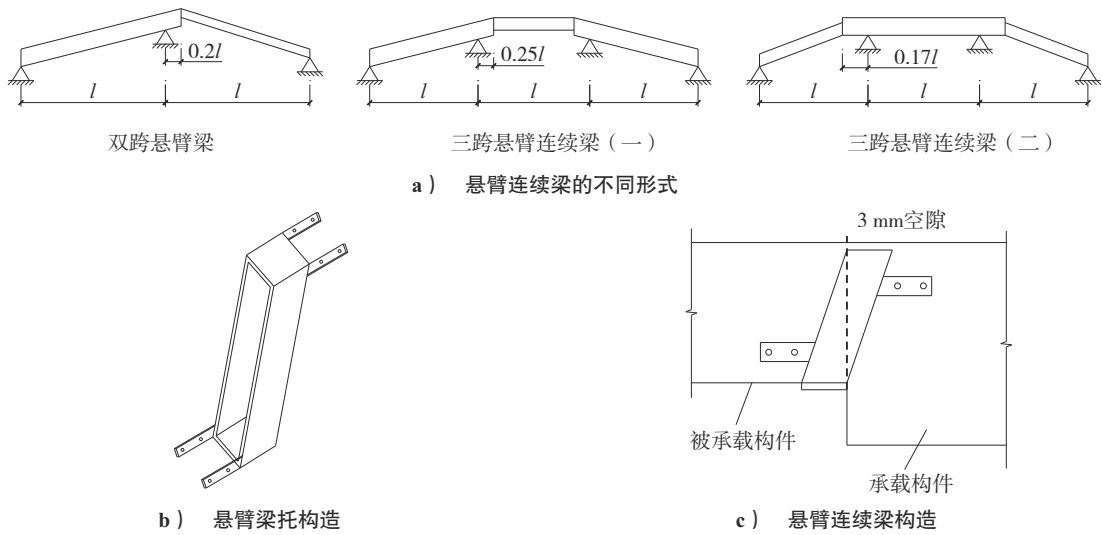 0.2l
0.25l
0.17l
l l l l l l l l
双跨悬臂梁 三跨悬臂连续梁（一） 三跨悬臂连续梁（二）
a） 悬臂连续梁的不同形式
3 mm空隙
被承载构件
承载构件
b） 悬臂梁托构造 c） 悬臂连续梁构造